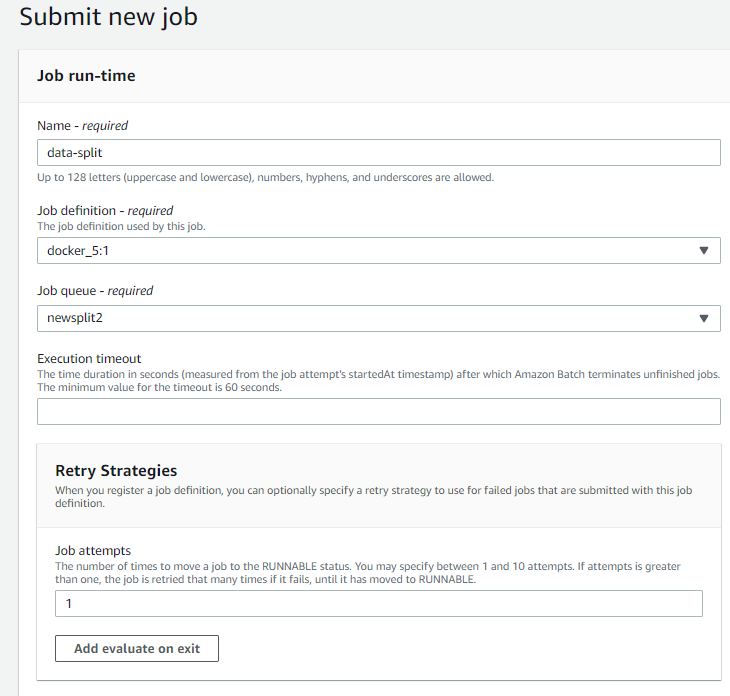 Submit new job
Job run-time
Name - required
data-split
Up to 128 letters (uppercase and lowercase), numbers, hyphens, and underscores are allowed.
Job definition - required
The job definition used by this job.
docker_5:1
Job queue - required
newsplit2
Execution timeout
The time duration in seconds (measured from the job attempt's startedAt timestamp) after which Amazon Batch terminates unfinished jobs.
The minimum value for the timeout is 60 seconds.
Retry Strategies
When you register a job definition, you can optionally specify a retry strategy to use for failed jobs that are submitted with this job
definition.
Job attempts
The number of times to move a job to the RUNNABLE status. You may specify between 1 and 10 attempts. If attempts is greater
than one, the job is retried that many times if it fails, until it has moved to RUNNABLE.
1
Add evaluate on exit